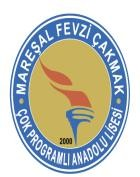 MAREŞAL FEVZİ ÇAKMAK
ÇOK PROGRAMLI ANADOLU LİSESİ
2000